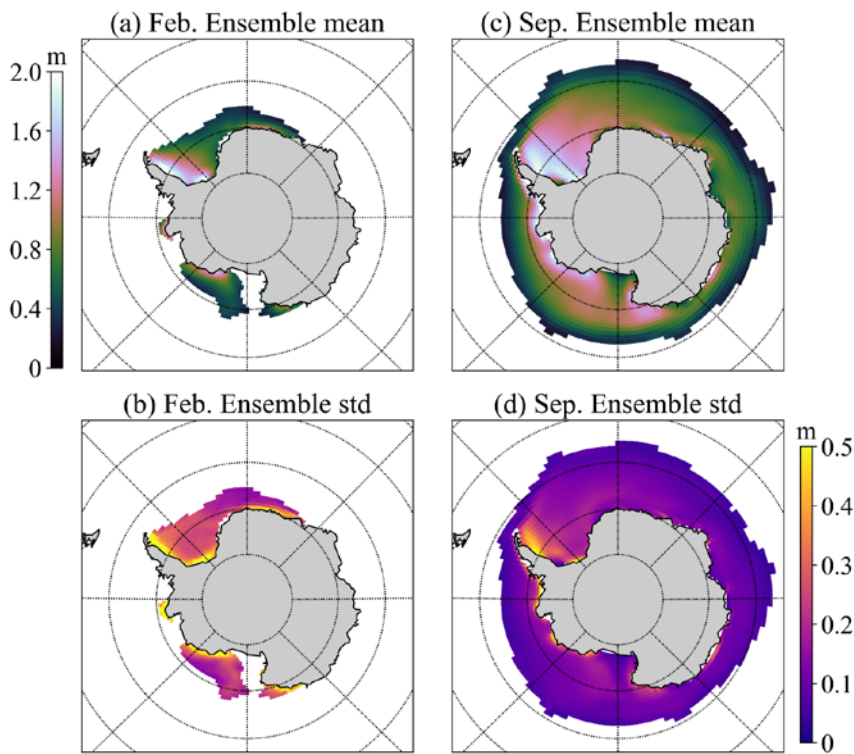 (a) Feb. Ensemble mean
(c) Sep. Ensemble mean
m
2.0
1.6
1.2
0.8
0.4
0
(b) Feb. Ensemble std
(d) Sep. Ensemble std
m
0.5
0.4
0.3
0.2
0.1
0